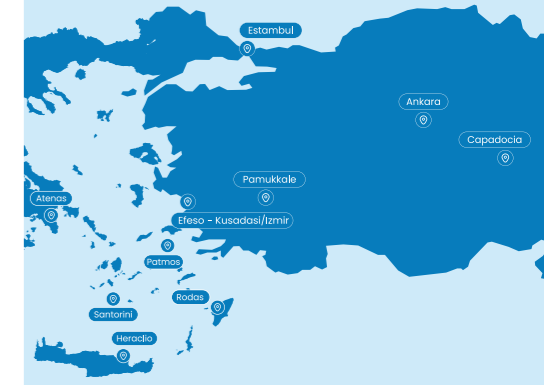 Estambul
Ankara
Capadocia
Pamukkale
Atenas
Efeso - Kusadasi/Izmir
Patmos
Rodas
Santorini
Heraclio